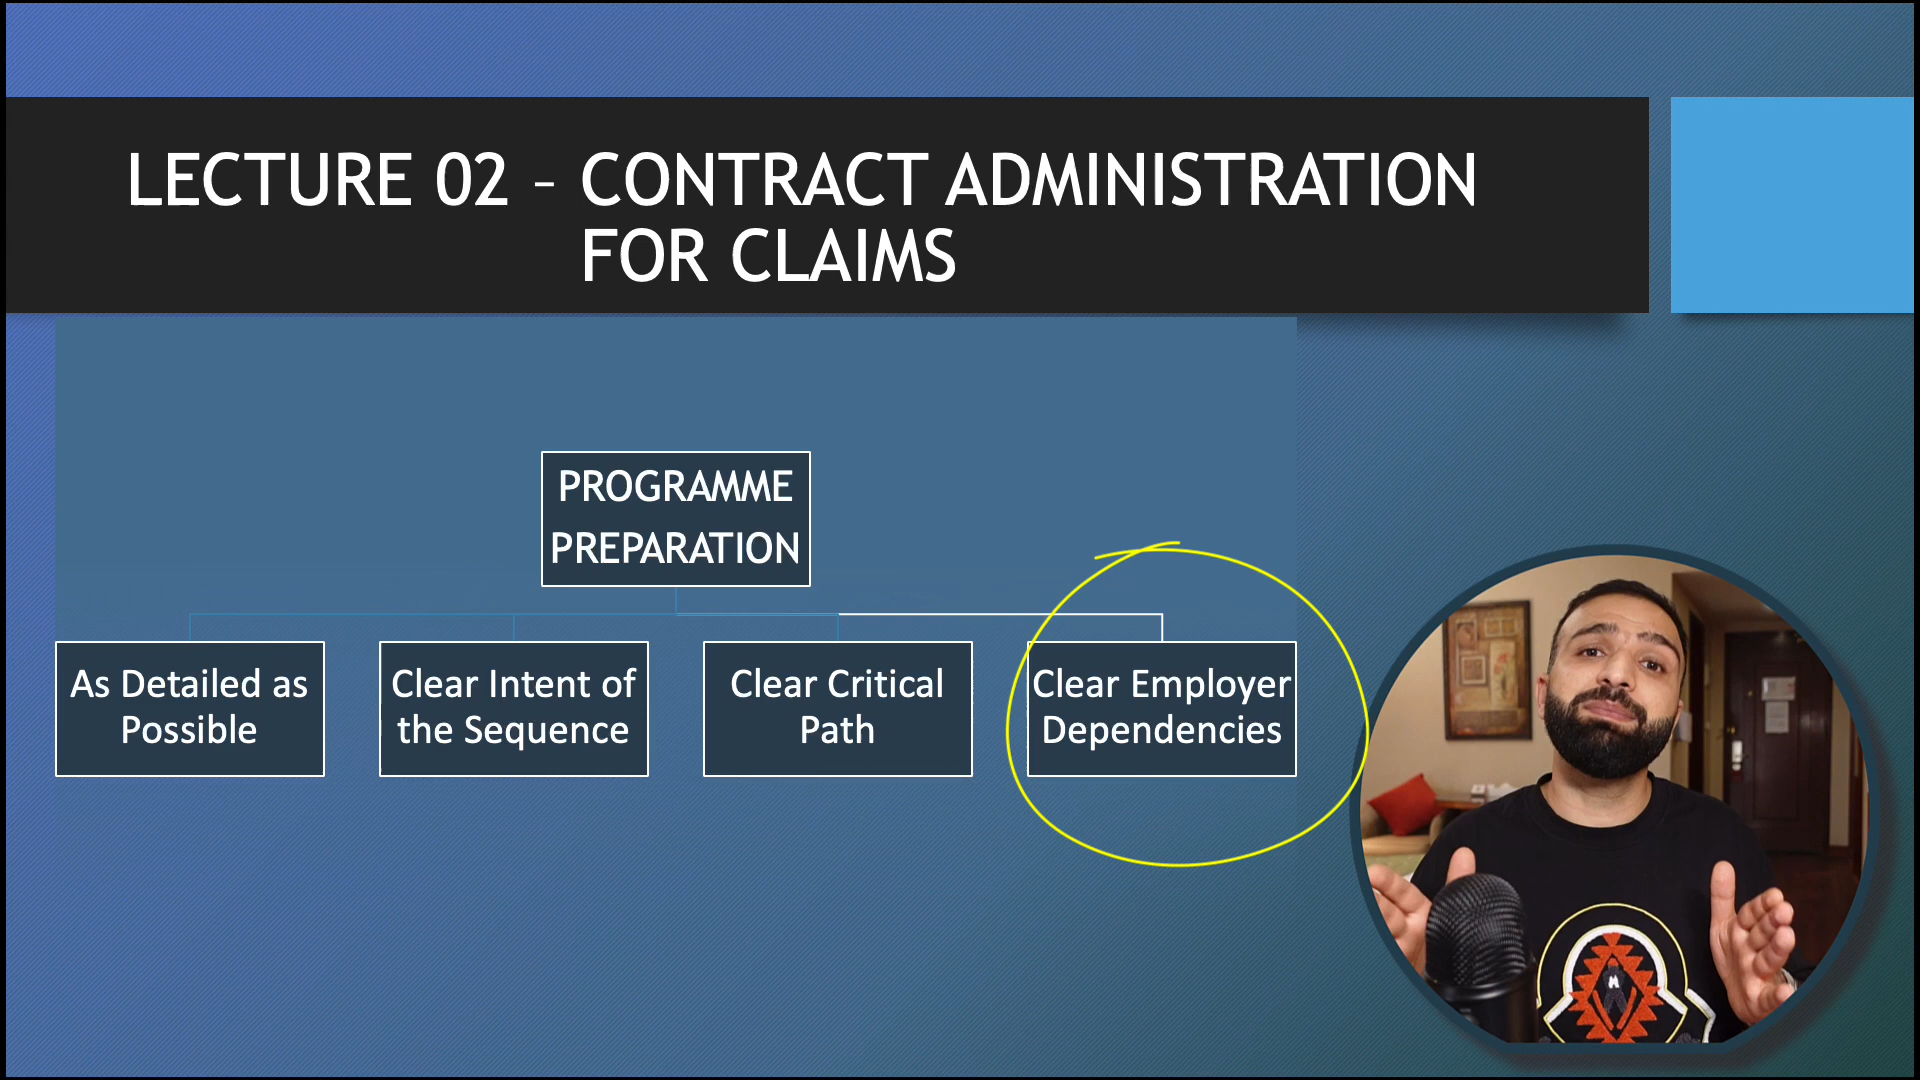 LECTURE 02 – CONTRACT ADMINISTRATION
FOR CLAIMS
PROGRAMME
PREPARATION
As Detailed as
Possible
Clear Intent of
the Sequence
Clear Critical
Path
Clear Employer
Dependencies